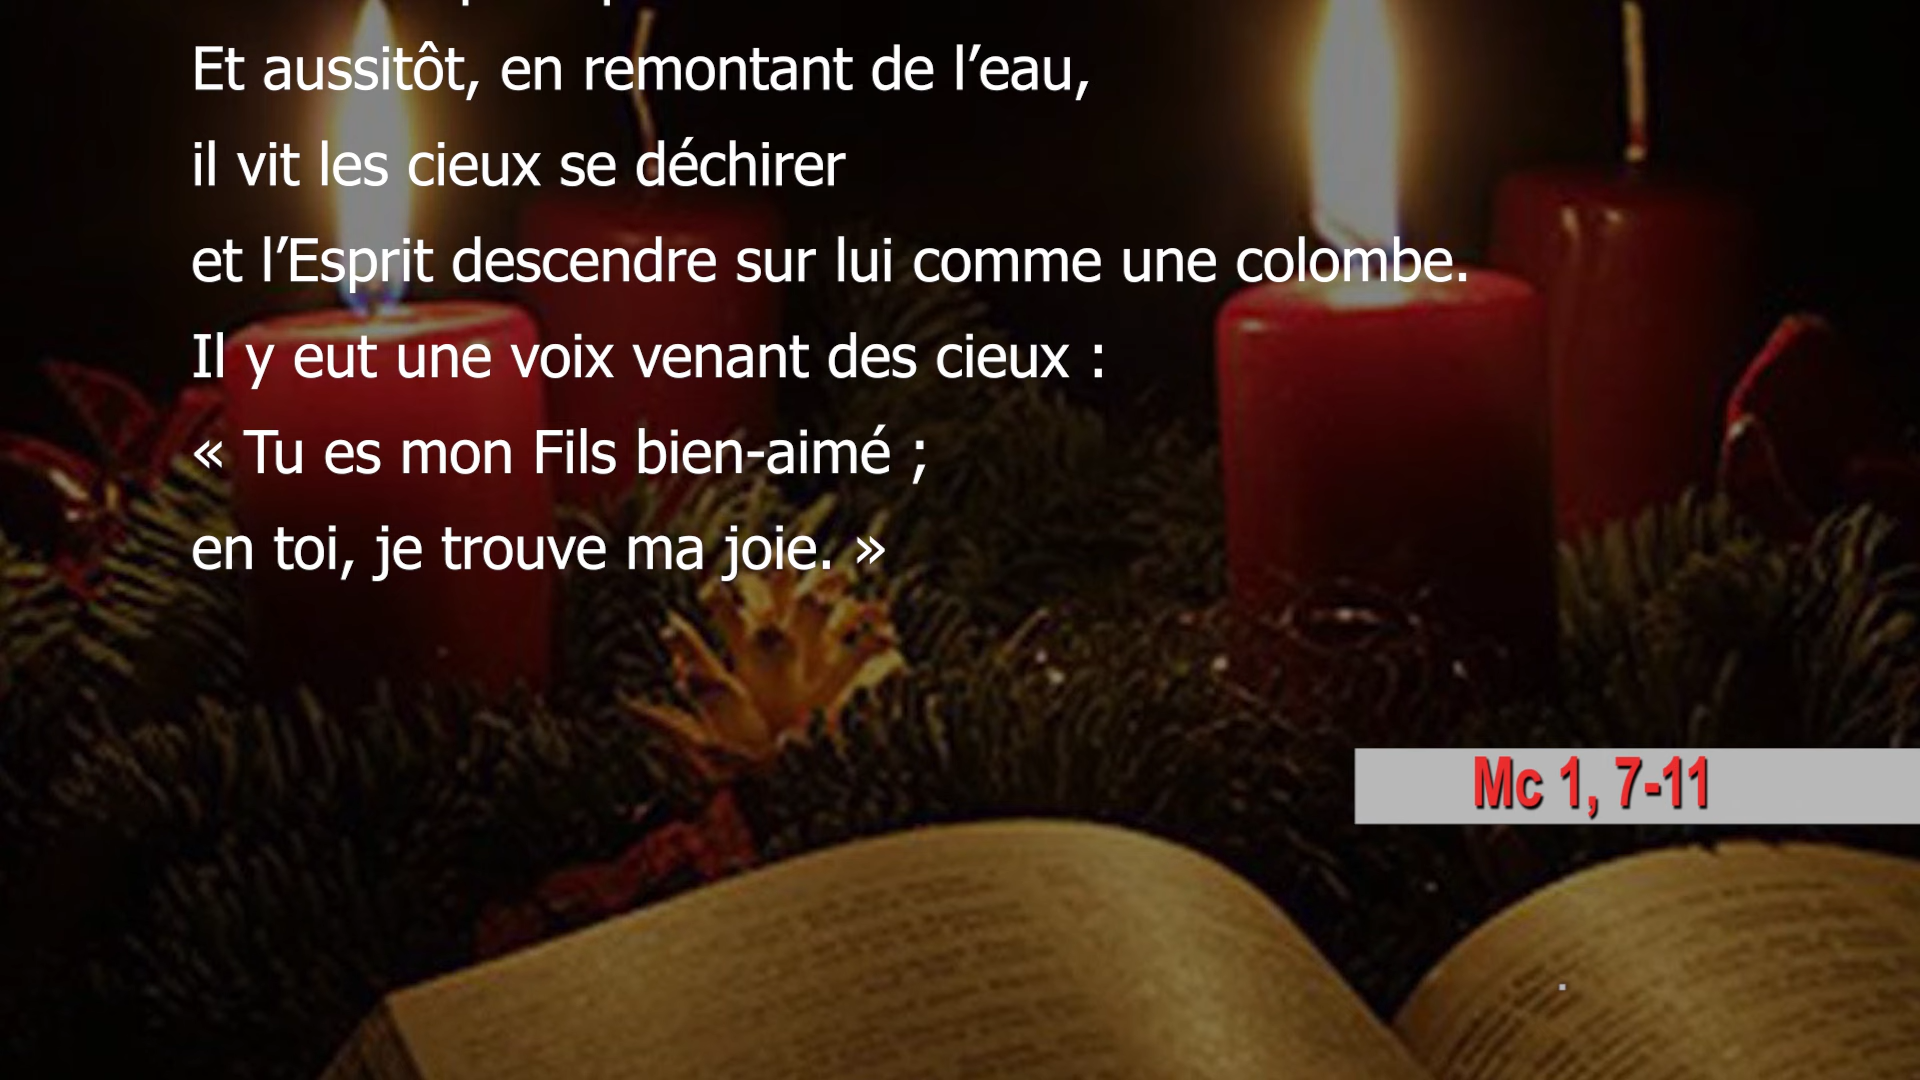 Et aussitôt, en remontant de l’eau,
il vit les cieux se déchirer
et l’Esprit descendre sur lui comme une colombe.
Il y eut une voix venant des cieux :
« Tu es mon Fils bien-aimé ;
en toi, je trouve ma joie. »
Mc 1, 7-11